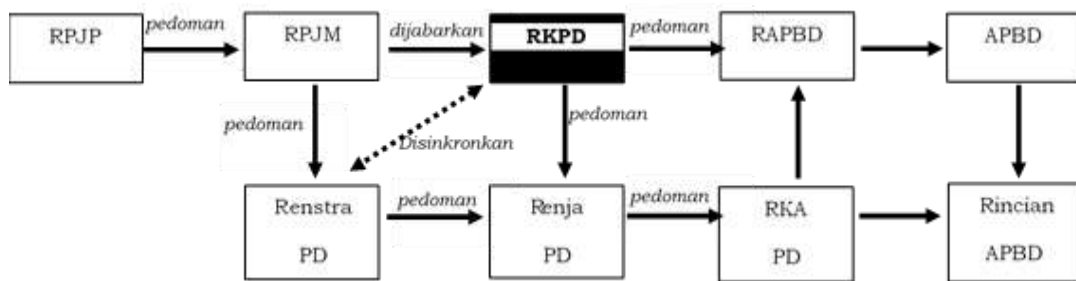 RPJP
pedoman
RPJM
dijabarkan
RKPD
pedoman
RAPBD
APBD
pedoman
Disinkronkan
pedoman
Renstra
PD
pedoman
Renja
PD
pedoman
RKA
PD
Rincian
APBD